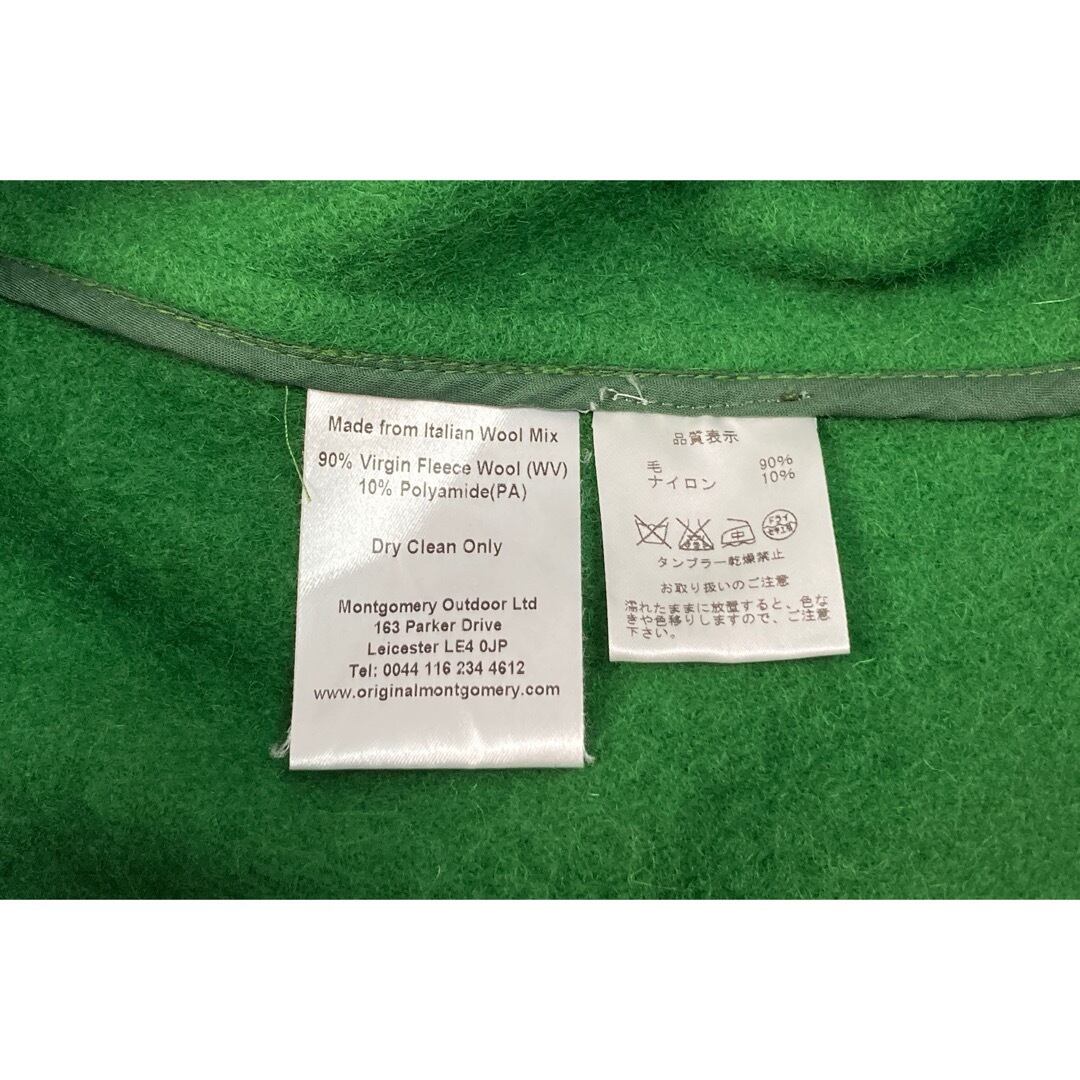 Made from Italian Wool Mix
90% Virgin Fleece Wool (WV)
10% Polyamide(PA)
Dry Clean Only
Montgomery Outdoor Ltd
163 Parker Drive
Leicester LE4 0JP
Tel: 0044 116 234 4612
www.originalmontgomery.com
品質表示
毛 90%
ナイロン 10%
中 ドライ
タンブラー乾燥禁止
お取り扱いのご注意
濡れたままに放置すると、色な
きや色移りしますので、ご注意
下さい。